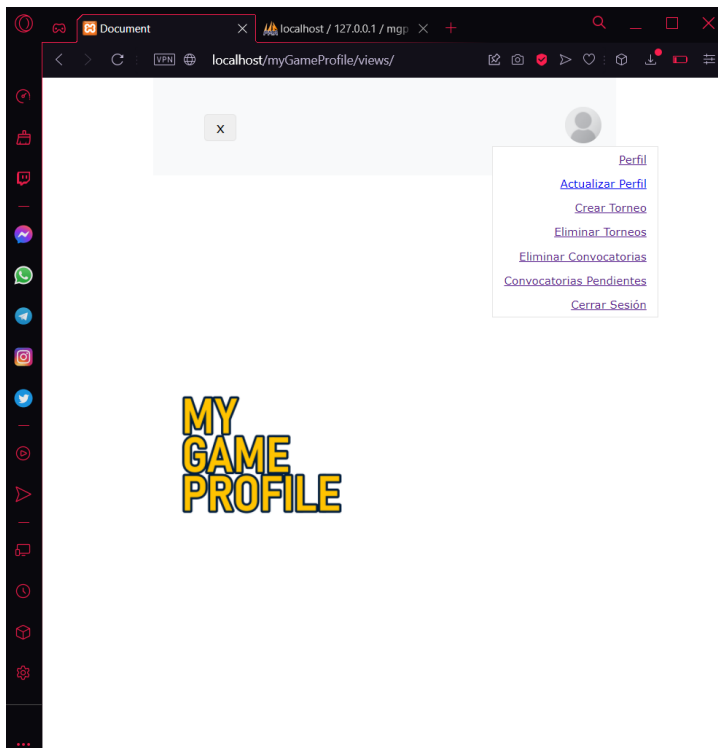 Document
localhost / 127.0.0.1 / mgp
VPN
localhost/myGameProfile/views/
x
Perfil
Actualizar Perfil
Crear Torneo
Eliminar Torneos
Eliminar Convocatorias
Convocatorias Pendientes
Cerrar Sesión
MY
GAME
PROFILE